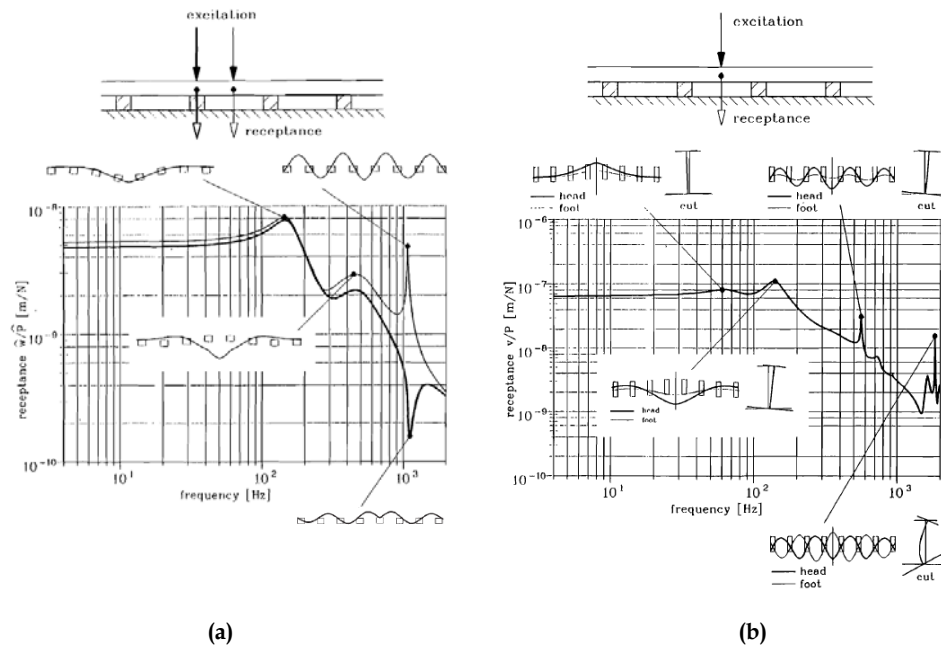 excitation
receptance
receptance ŵ/P [m/N]
10⁻⁸
10⁻⁹
10⁻¹⁰
10¹
10²
10³
frequency [Hz]
(a)
excitation
receptance
head
foot
cut
head
foot
cut
receptance v/P [m/N]
10⁻⁶
10⁻⁷
10⁻⁸
10⁻⁹
10⁻¹⁰
head
foot
10¹
10²
10³
frequency [Hz]
head
foot
cut
(b)